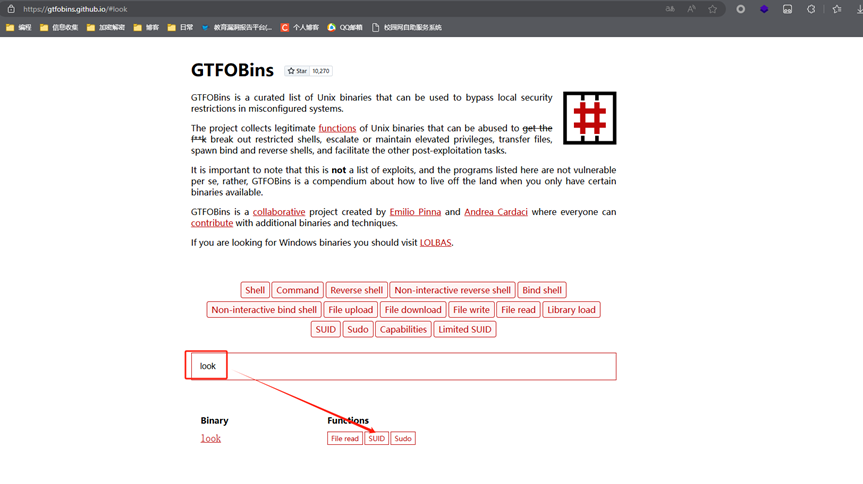 https://gtfobins.github.io/#look
编程 信息收集 加密解密 博客 日常 教育漏洞报告平台(... 个人博客 QQ邮箱 校园网自助服务系统
GTFOBins Star 10,270
GTFOBins is a curated list of Unix binaries that can be used to bypass local security
restrictions in misconfigured systems.
The project collects legitimate functions of Unix binaries that can be abused to get the
f**k break out restricted shells, escalate or maintain elevated privileges, transfer files,
spawn bind and reverse shells, and facilitate the other post-exploitation tasks.
It is important to note that this is not a list of exploits, and the programs listed here are not vulnerable
per se, rather, GTFOBins is a compendium about how to live off the land when you only have certain
binaries available.
GTFOBins is a collaborative project created by Emilio Pinna and Andrea Cardaci where everyone can
contribute with additional binaries and techniques.
If you are looking for Windows binaries you should visit LOLBAS.
Shell Command Reverse shell Non-interactive reverse shell Bind shell
Non-interactive bind shell File upload File download File write File read Library load
SUID Sudo Capabilities Limited SUID
look
Binary Functions
look File read SUID Sudo